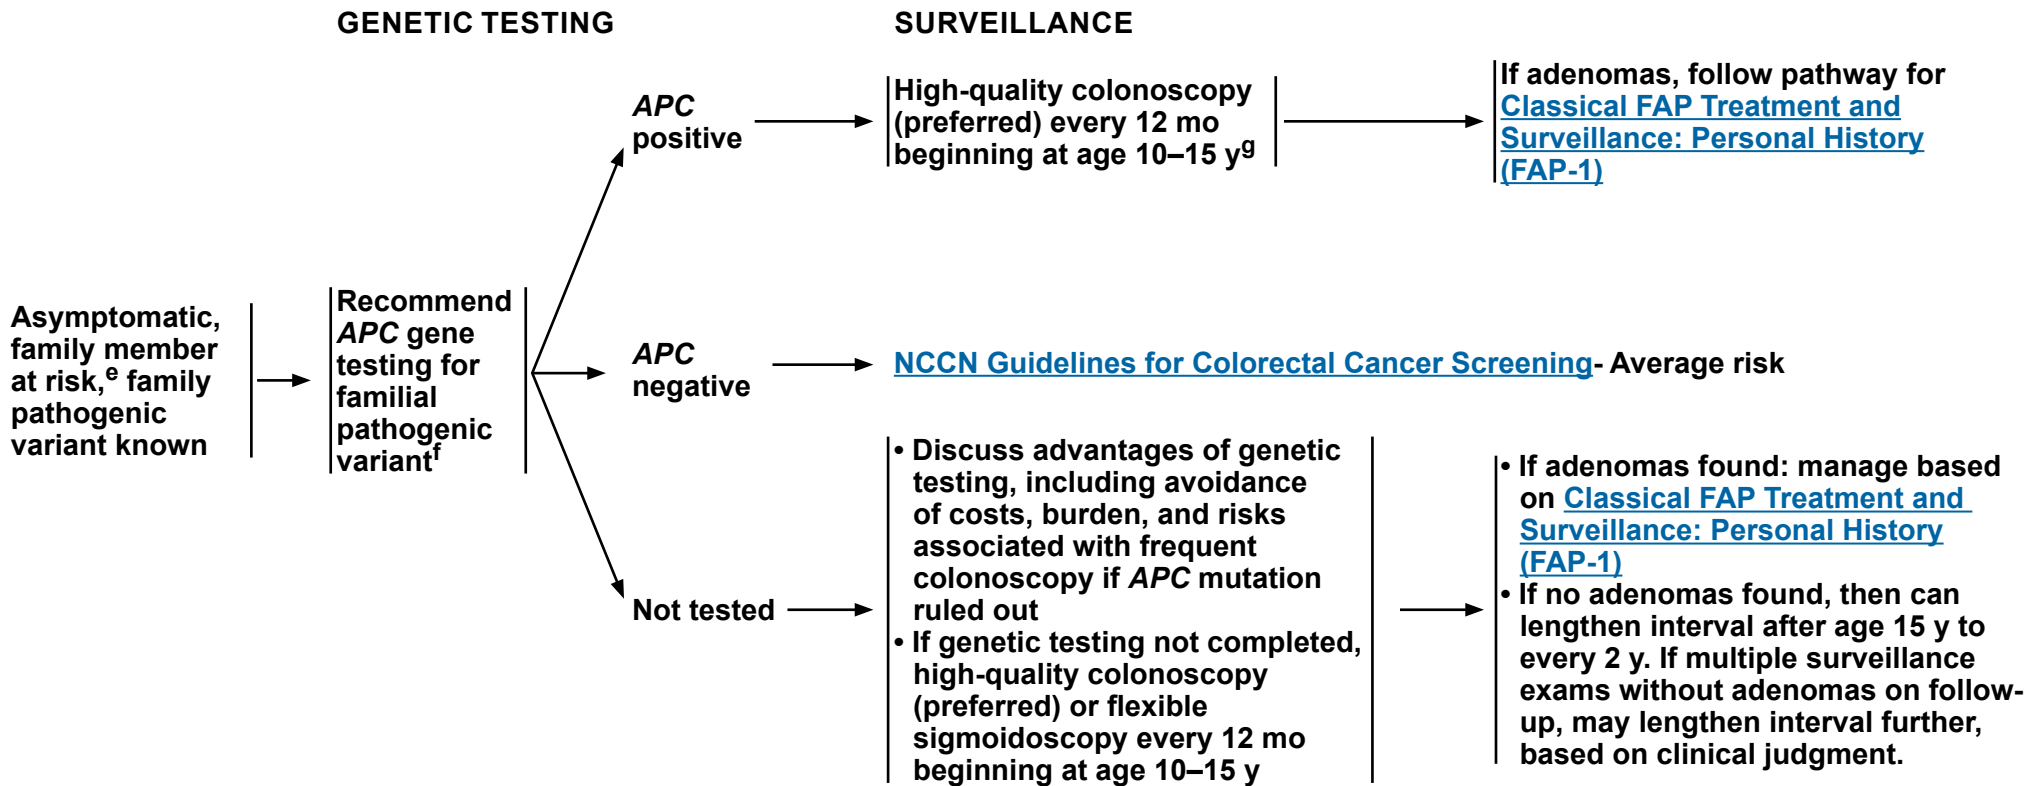 GENETIC TESTING
SURVEILLANCE
Asymptomatic,
family member
at risk,e family
pathogenic
variant known
Recommend
APC gene
testing for
familial
pathogenic
variantf
APC
positive
High-quality colonoscopy
(preferred) every 12 mo
beginning at age 10–15 yg
If adenomas, follow pathway for
Classical FAP Treatment and
Surveillance: Personal History
(FAP-1)
APC
negative
NCCN Guidelines for Colorectal Cancer Screening- Average risk
Not tested
• Discuss advantages of genetic
testing, including avoidance
of costs, burden, and risks
associated with frequent
colonoscopy if APC mutation
ruled out
• If genetic testing not completed,
high-quality colonoscopy
(preferred) or flexible
sigmoidoscopy every 12 mo
beginning at age 10–15 y
• If adenomas found: manage based
on Classical FAP Treatment and
Surveillance: Personal History
(FAP-1)
• If no adenomas found, then can
lengthen interval after age 15 y to
every 2 y. If multiple surveillance
exams without adenomas on follow-
up, may lengthen interval further,
based on clinical judgment.